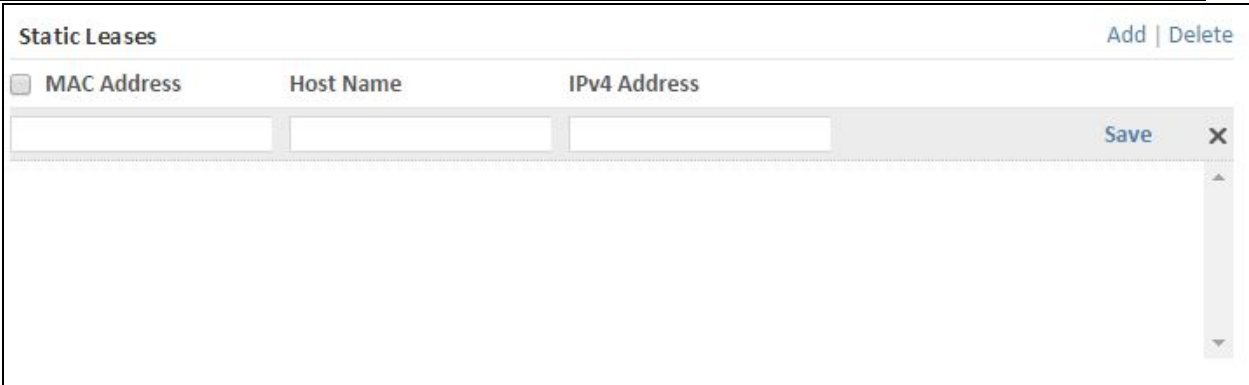 Static Leases Add | Delete
MAC Address Host Name IPv4 Address
Save ×